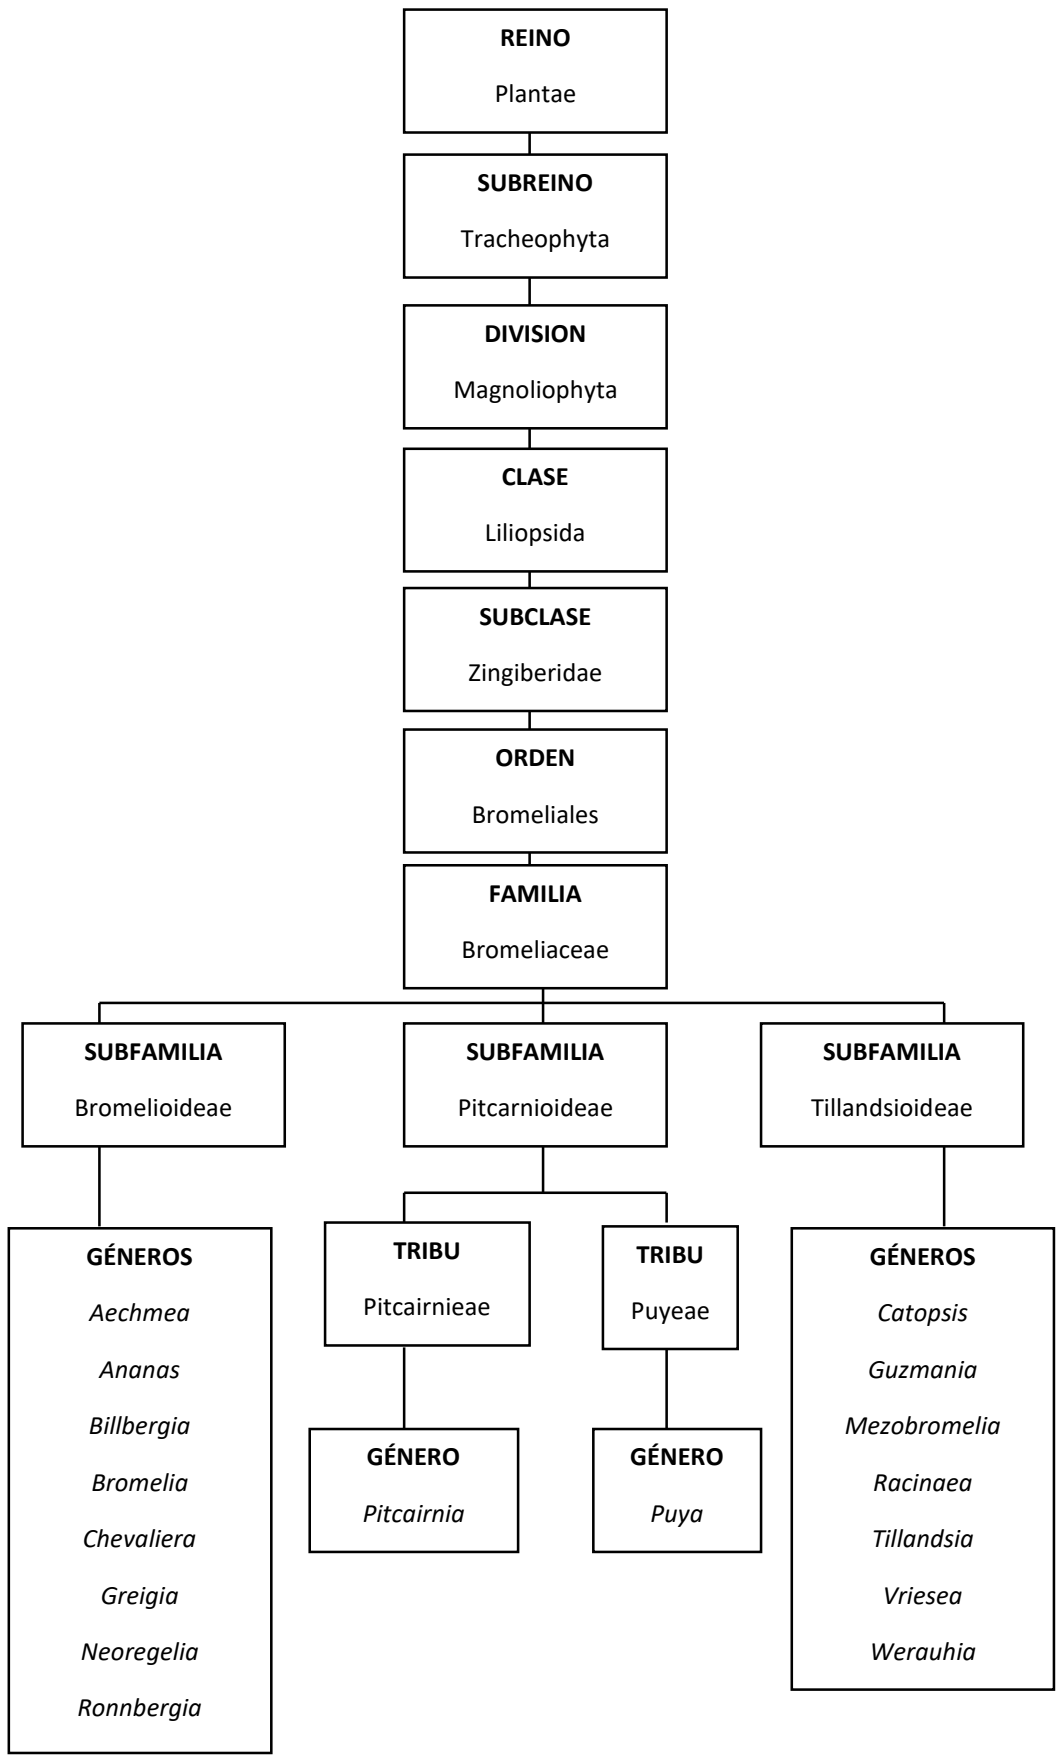 REINO
Plantae
SUBREINO
Tracheophyta
DIVISION
Magnoliophyta
CLASE
Liliopsida
SUBCLASE
Zingiberidae
ORDEN
Bromeliales
FAMILIA
Bromeliaceae
SUBFAMILIA
Bromelioideae
SUBFAMILIA
Pitcarnioideae
SUBFAMILIA
Tillandsioideae
GÉNEROS
Aechmea
Ananas
Billbergia
Bromelia
Chevaliera
Greigia
Neoregelia
Ronnbergia
TRIBU
Pitcairnieae
GÉNERO
Pitcairnia
TRIBU
Puyeae
GÉNERO
Puya
GÉNEROS
Catopsis
Guzmania
Mezobromelia
Racinaea
Tillandsia
Vriesea
Werauhia